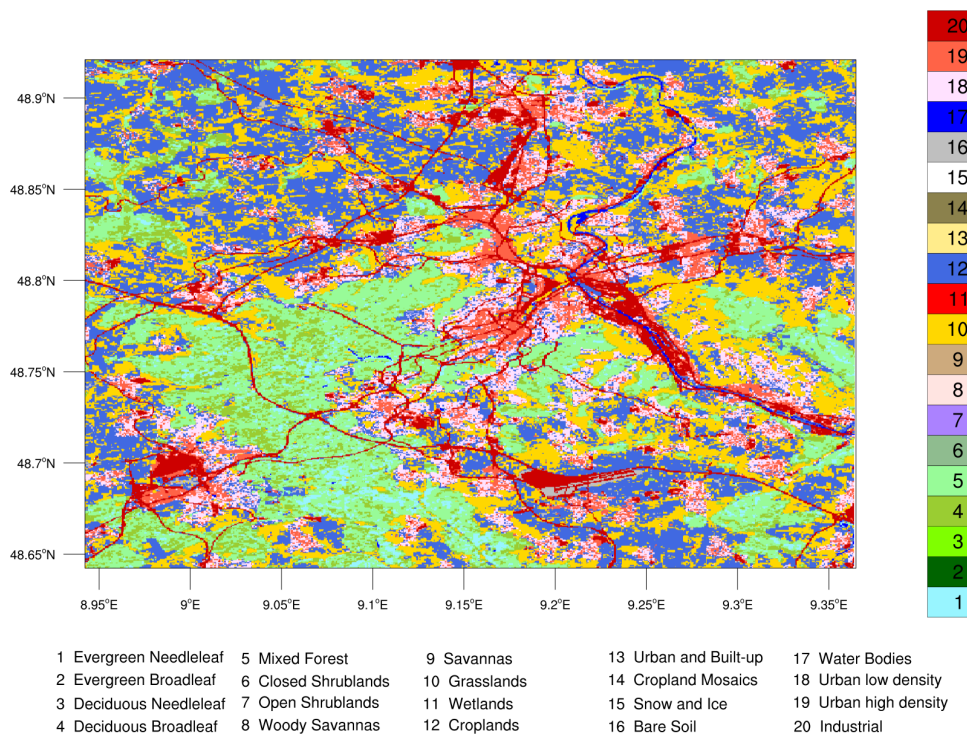 20
19
18
17
16
15
14
13
12
11
10
9
8
7
6
5
4
3
2
1
48.9°N
48.85°N
48.8°N
48.75°N
48.7°N
48.65°N
8.95°E 9°E 9.05°E 9.1°E 9.15°E 9.2°E 9.25°E 9.3°E 9.35°E
1 Evergreen Needleleaf 5 Mixed Forest 9 Savannas 13 Urban and Built-up 17 Water Bodies
2 Evergreen Broadleaf 6 Closed Shrublands 10 Grasslands 14 Cropland Mosaics 18 Urban low density
3 Deciduous Needleleaf 7 Open Shrublands 11 Wetlands 15 Snow and Ice 19 Urban high density
4 Deciduous Broadleaf 8 Woody Savannas 12 Croplands 16 Bare Soil 20 Industrial